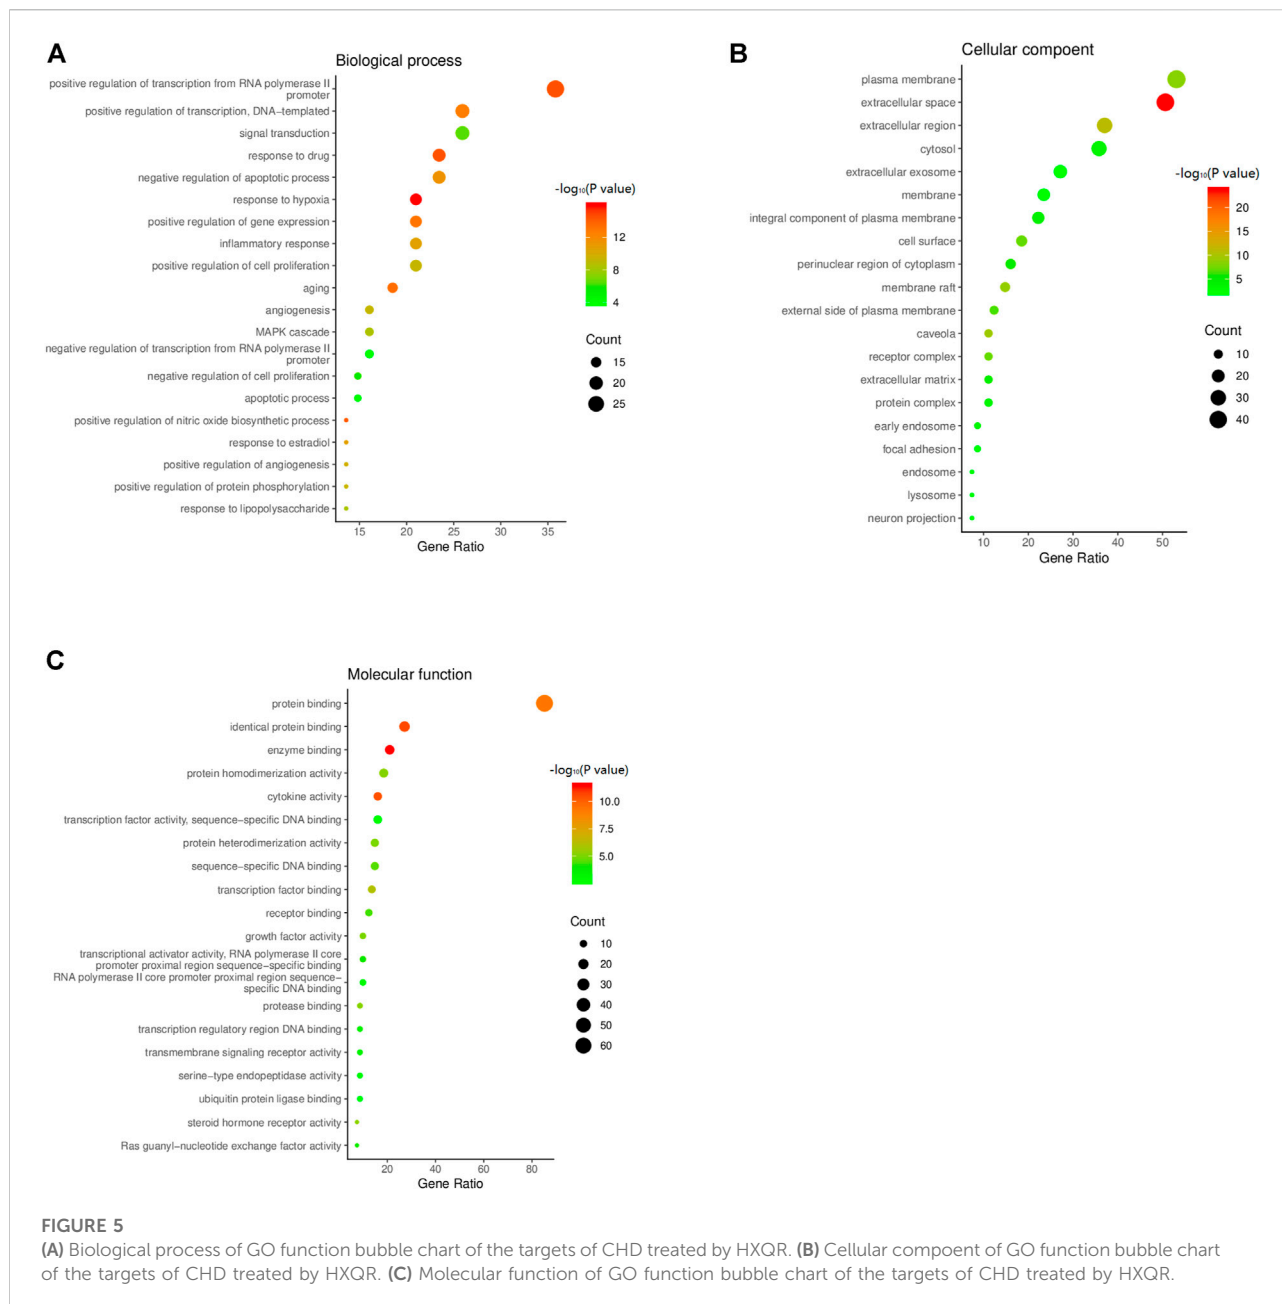 A
Biological process
positive regulation of transcription from RNA polymerase II
promoter
positive regulation of transcription, DNA−templated
signal transduction
response to drug
negative regulation of apoptotic process
response to hypoxia
positive regulation of gene expression
inflammatory response
positive regulation of cell proliferation
aging
angiogenesis
MAPK cascade
negative regulation of transcription from RNA polymerase II
promoter
negative regulation of cell proliferation
apoptotic process
positive regulation of nitric oxide biosynthetic process
response to estradiol
positive regulation of angiogenesis
positive regulation of protein phosphorylation
response to lipopolysaccharide
15 20 25 30 35
Gene Ratio
-log₁₀(P value)
12
8
4
Count
15
20
25
B
Cellular compoent
plasma membrane
extracellular space
extracellular region
cytosol
extracellular exosome
membrane
integral component of plasma membrane
cell surface
perinuclear region of cytoplasm
membrane raft
external side of plasma membrane
caveola
receptor complex
extracellular matrix
protein complex
early endosome
focal adhesion
endosome
lysosome
neuron projection
10 20 30 40 50
Gene Ratio
-log₁₀(P value)
20
15
10
5
Count
10
20
30
40
C
Molecular function
protein binding
identical protein binding
enzyme binding
protein homodimerization activity
cytokine activity
transcription factor activity, sequence−specific DNA binding
protein heterodimerization activity
sequence−specific DNA binding
transcription factor binding
receptor binding
growth factor activity
transcriptional activator activity, RNA polymerase II core
promoter proximal region sequence−specific binding
RNA polymerase II core promoter proximal region sequence−
specific DNA binding
protease binding
transcription regulatory region DNA binding
transmembrane signaling receptor activity
serine−type endopeptidase activity
ubiquitin protein ligase binding
steroid hormone receptor activity
Ras guanyl−nucleotide exchange factor activity
20 40 60 80
Gene Ratio
-log₁₀(P value)
10.0
7.5
5.0
Count
10
20
30
40
50
60
FIGURE 5
(A) Biological process of GO function bubble chart of the targets of CHD treated by HXQR. (B) Cellular compoent of GO function bubble chart
of the targets of CHD treated by HXQR. (C) Molecular function of GO function bubble chart of the targets of CHD treated by HXQR.